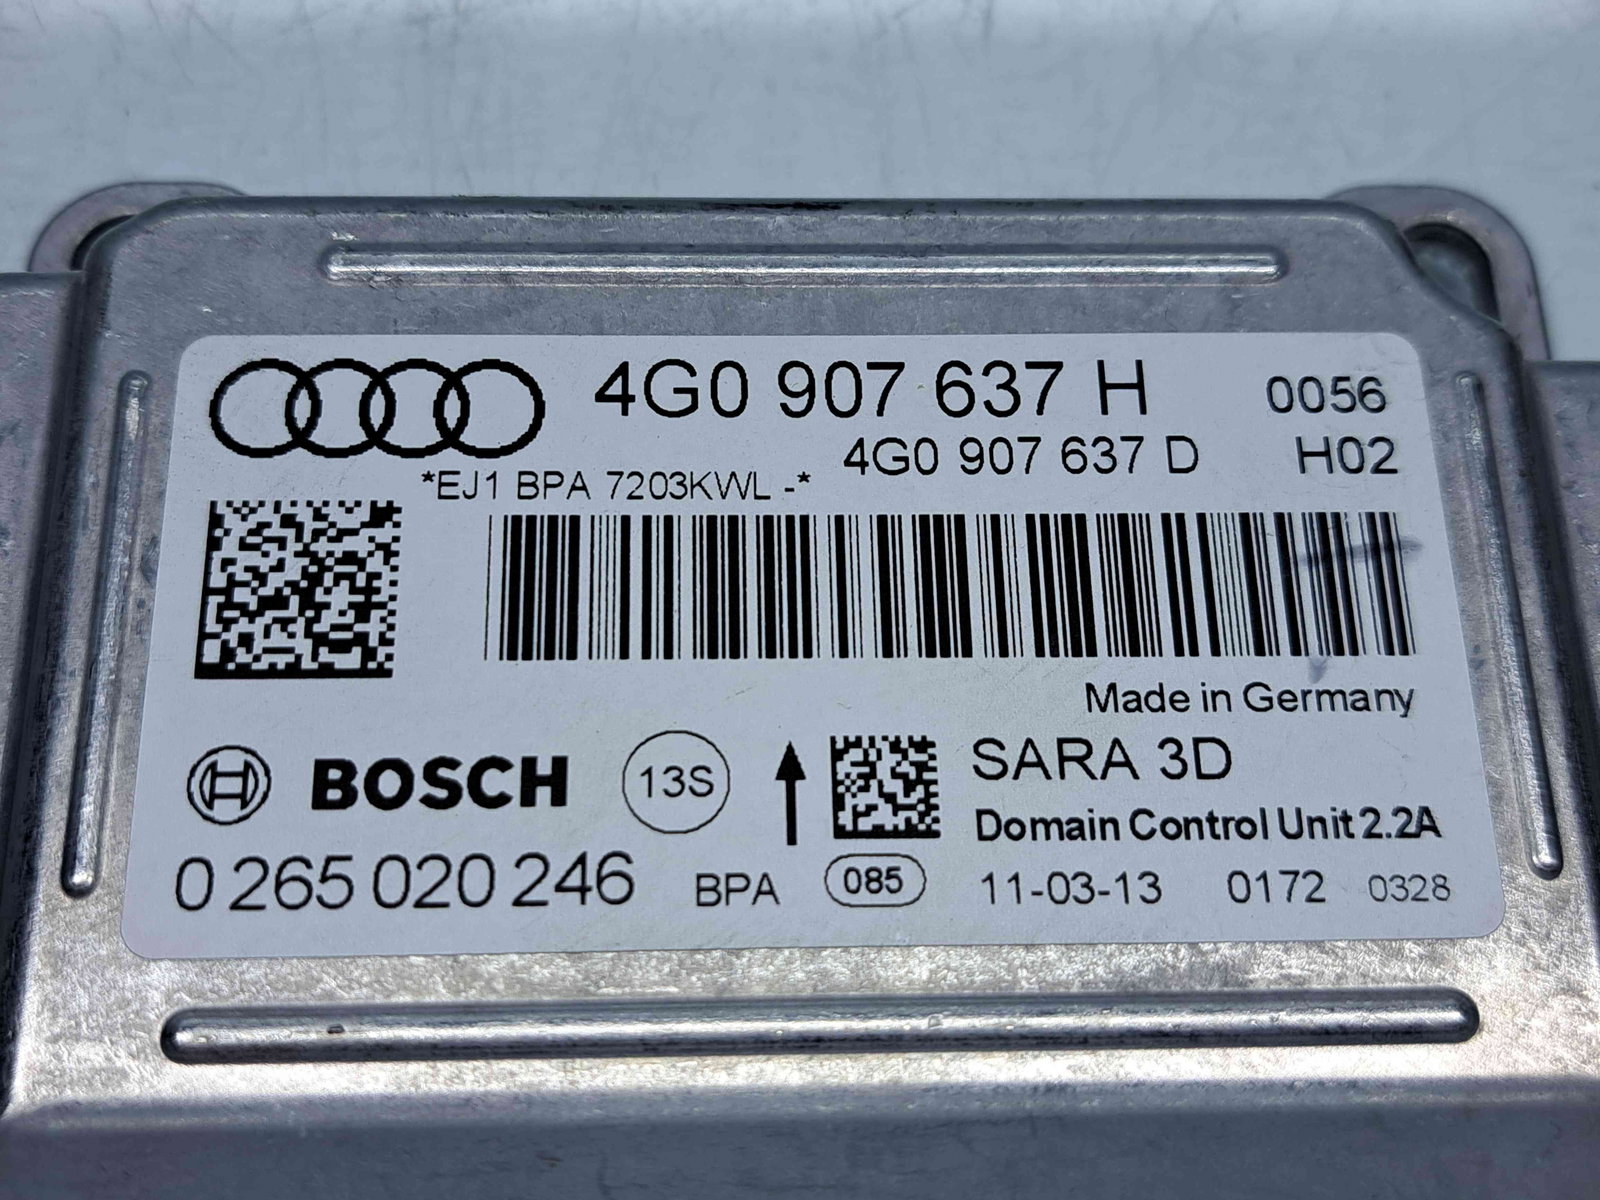 4G0 907 637 H 0056
4G0 907 637 D H02
*EJ1 BPA 7203KWL -*
Made in Germany
BOSCH 13S SARA 3D
Domain Control Unit 2.2A
0 265 020 246 BPA 085 11-03-13 0172 0328